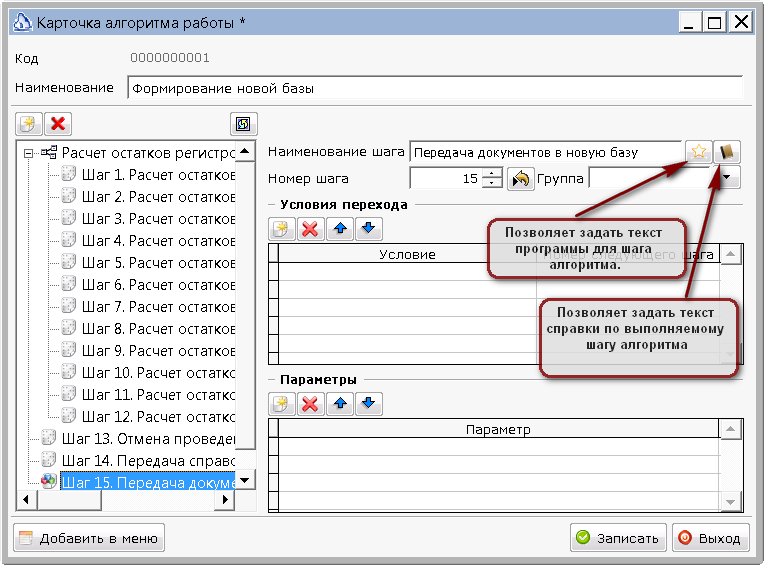 Карточка алгоритма работы *
Код 0000000001
Наименование Формирование новой базы
Расчет остатков регистро
Шаг 1. Расчет остатков
Шаг 2. Расчет остатков
Шаг 3. Расчет остатков
Шаг 4. Расчет остатков
Шаг 5. Расчет остатков
Шаг 6. Расчет остатков
Шаг 7. Расчет остатков
Шаг 8. Расчет остатков
Шаг 9. Расчет остатков
Шаг 10. Расчет остатко
Шаг 11. Расчет остатко
Шаг 12. Расчет остатко
Шаг 13. Отмена проведе
Шаг 14. Передача справо
Шаг 15. Передача докуме
Наименование шага Передача документов в новую базу
Номер шага 15 Группа
Условия перехода
Условие Номер следующего шага
Позволяет задать текст
программы для шага
алгоритма.
Позволяет задать текст
справки по выполняемому
шагу алгоритма
Параметры
Параметр
Добавить в меню
Записать
Выход